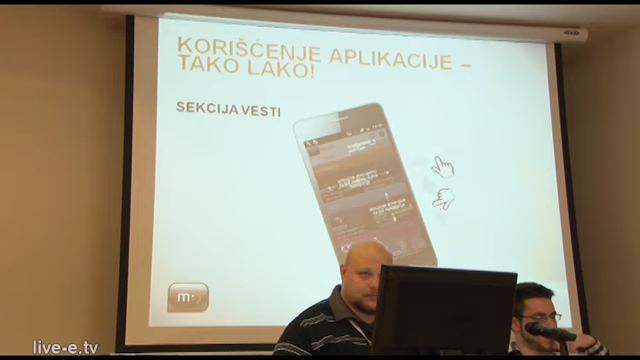 KORIŠĆENJE APLIKACIJE –
TAKO LAKO!
SEKCIJA VESTI
m
live-e.tv